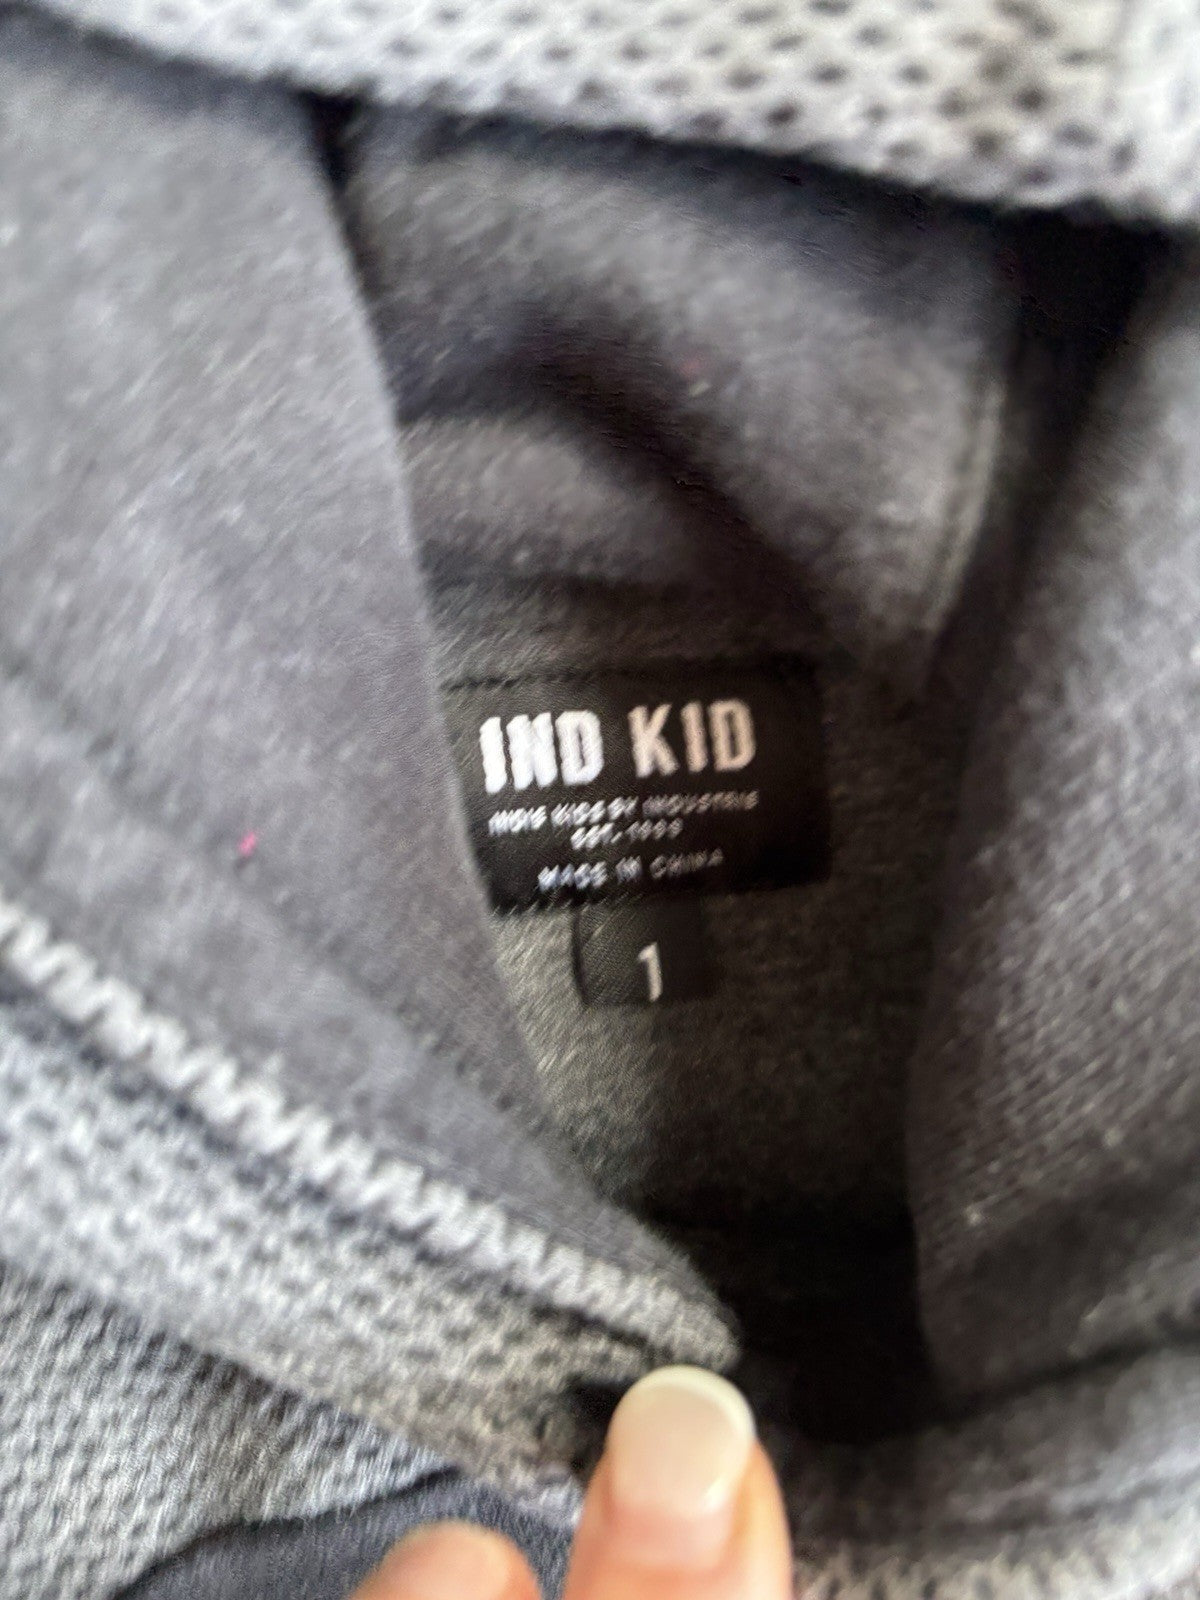 IND KID
INDIE KIDS BY INDUSTRIE
EST. 1999
MADE IN CHINA
1